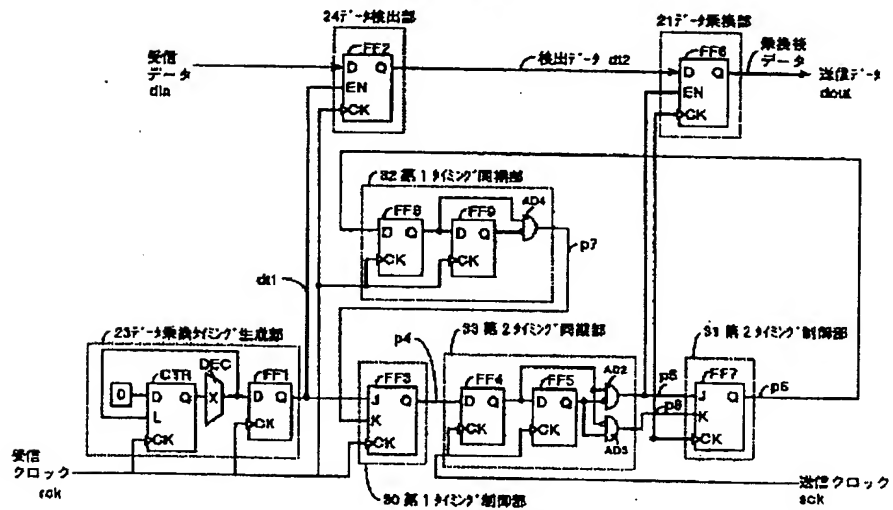 24データ検出部
21データ乗換部
受信
データ
din
FF2
D Q
EN
CK
検出データ dt2
FF6
D Q
EN
CK
乗換後
データ
送信データ
dout
32 第1タイミング同期部
FF8
D Q
CK
FF9
D Q
CK
AD4
p7
dt1
23データ乗換タイミング生成部
CTR
0
D Q
L
CK
DEC
X
FF1
D Q
CK
p4
FF3
J Q
K
CK
33 第2タイミング同期部
FF4
D Q
CK
FF5
D Q
CK
AD2
AD3
p5
p8
31 第2タイミング制御部
FF7
J Q
K
CK
p6
受信
クロック
rck
30 第1タイミング制御部
送信クロック
sck